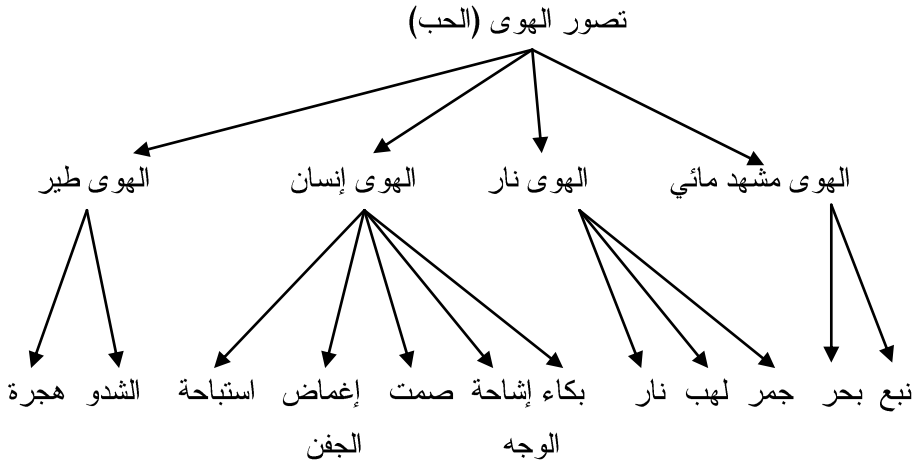 تصور الهوى (الحب)
الهوى مشهد مائي الهوى نار الهوى إنسان الهوى طير
نبع بحر جمر لهب نار بكاء إشاحة صمت إغماض استباحة الشدو هجرة
الوجه الجفن